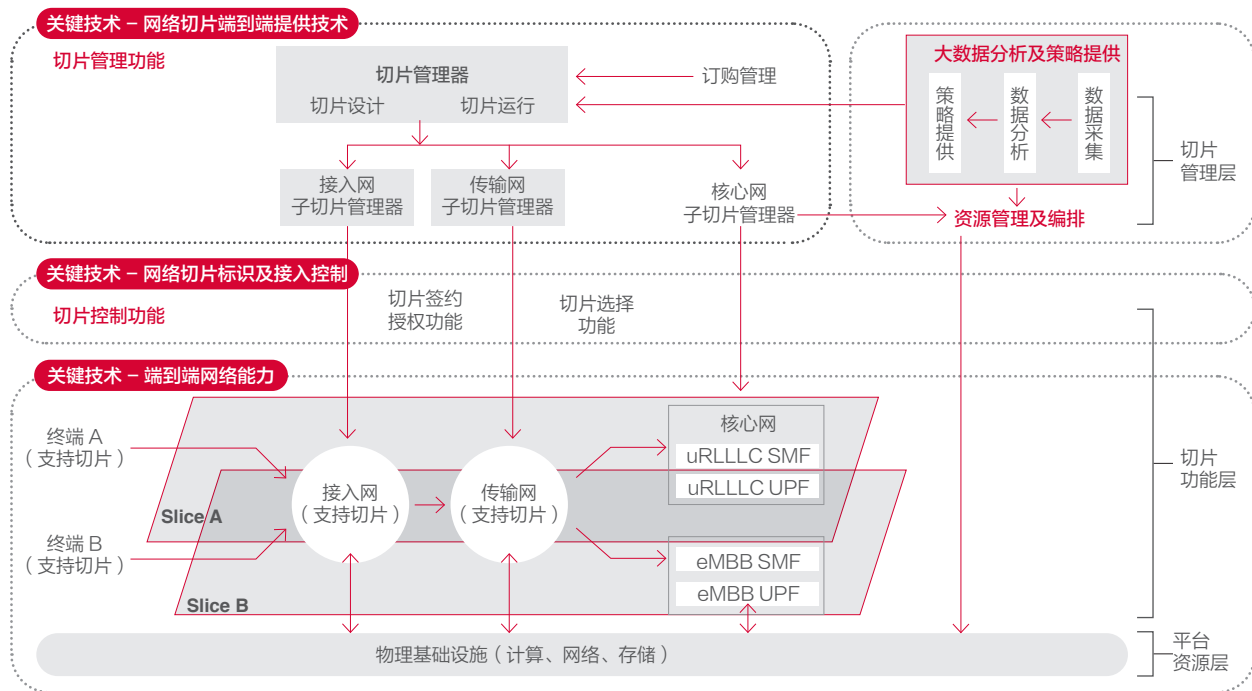 关键技术 – 网络切片端到端提供技术
切片管理功能
切片管理器
切片设计
切片运行
订购管理
大数据分析及策略提供
策略提供
数据分析
数据采集
切片
管理层
接入网
子切片管理器
传输网
子切片管理器
核心网
子切片管理器
资源管理及编排
关键技术 – 网络切片标识及接入控制
切片控制功能
切片签约
授权功能
切片选择
功能
关键技术 – 端到端网络能力
终端 A
（支持切片）
终端 B
（支持切片）
接入网
（支持切片）
传输网
（支持切片）
核心网
uRLLLC SMF
uRLLLC UPF
eMBB SMF
eMBB UPF
Slice A
Slice B
切片
功能层
物理基础设施（计算、网络、存储）
平台
资源层